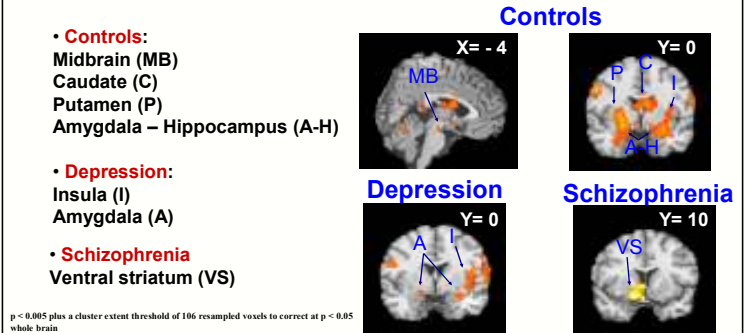 • Controls:
Midbrain (MB)
Caudate (C)
Putamen (P)
Amygdala – Hippocampus (A-H)
• Depression:
Insula (I)
Amygdala (A)
• Schizophrenia
Ventral striatum (VS)
p < 0.005 plus a cluster extent threshold of 106 resampled voxels to correct at p < 0.05
whole brain
Controls
X= - 4
MB
Y= 0
C
P
I
A-H
Depression
Y= 0
A
I
Schizophrenia
Y= 10
VS